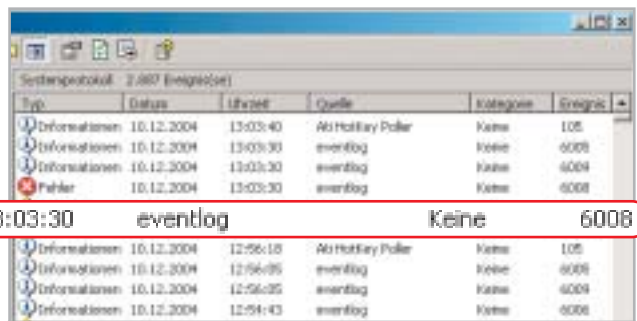 Systemprotokoll 2.087 Ereignis(se)
Typ Datum Uhrzeit Quelle Kategorie Ereignis
Informationen 10.12.2004 13:03:40 Ati HotKey Poller Keine 105
Informationen 10.12.2004 13:03:30 eventlog Keine 6005
Informationen 10.12.2004 13:03:30 eventlog Keine 6009
Fehler 10.12.2004 13:03:30 eventlog Keine 6008
3:03:30 eventlog Keine 6008
Informationen 10.12.2004 12:56:18 Ati HotKey Poller Keine 105
Informationen 10.12.2004 12:56:05 eventlog Keine 6005
Informationen 10.12.2004 12:56:05 eventlog Keine 6009
Informationen 10.12.2004 12:54:43 eventlog Keine 6006